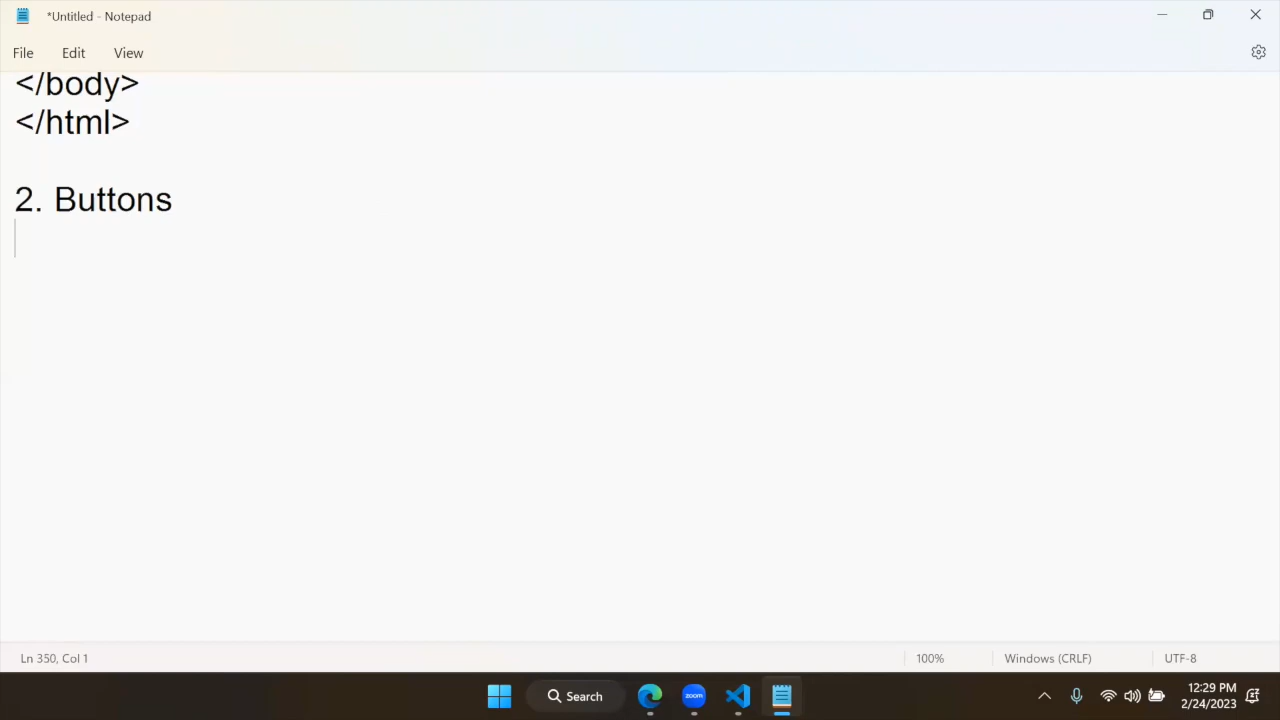 *Untitled - Notepad
File Edit View
</body>
</html>
2. Buttons
Ln 350, Col 1
100%
Windows (CRLF)
UTF-8
Search
zoom
12:29 PM
2/24/2023